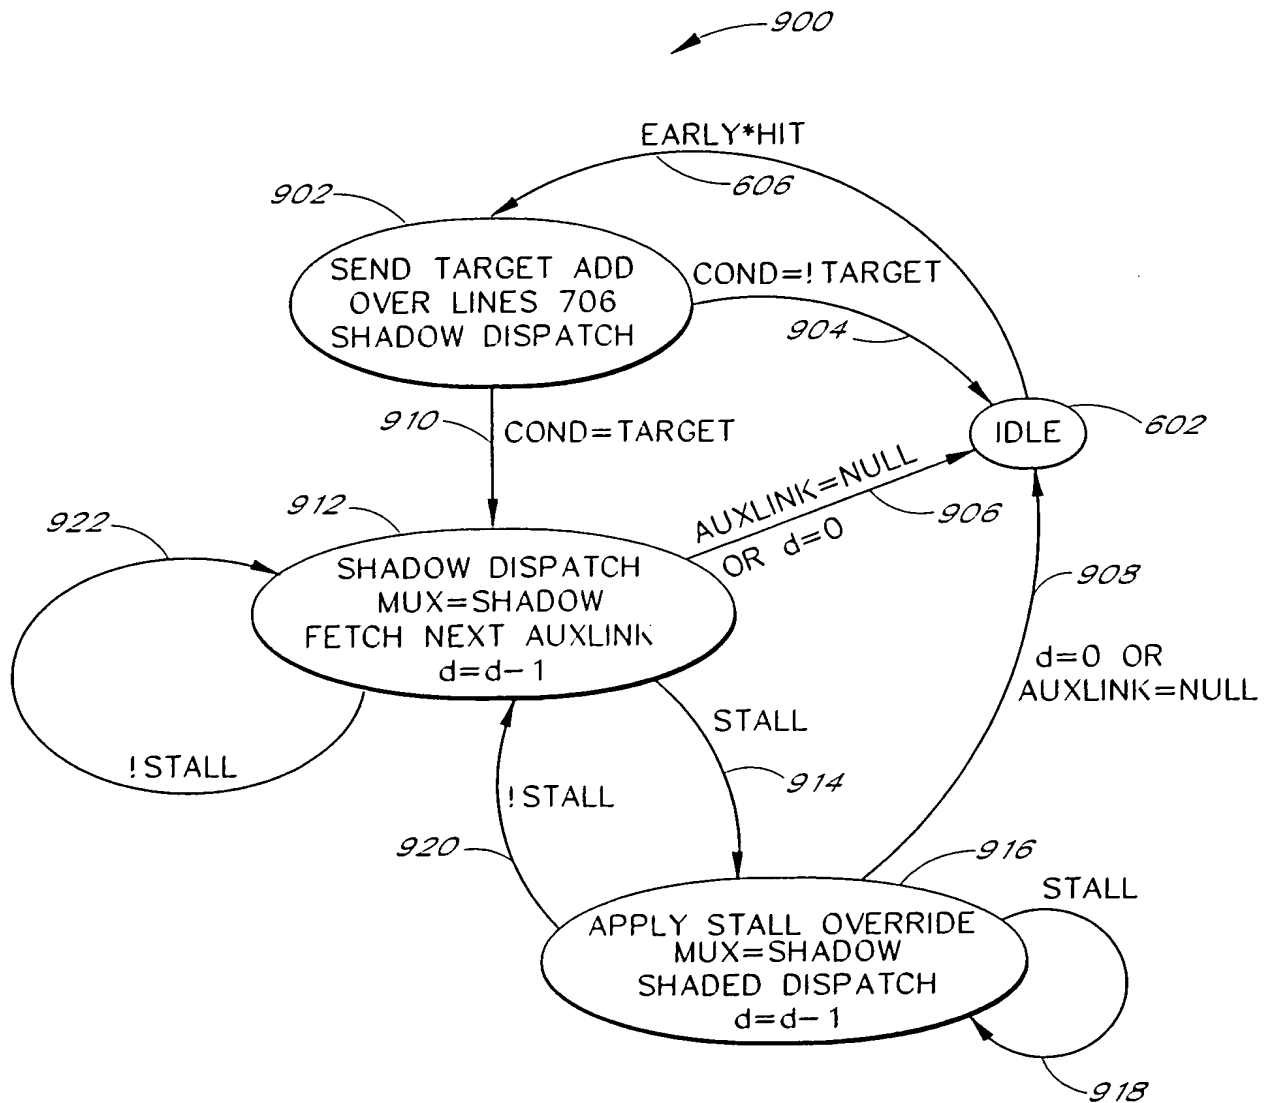 900
EARLY*HIT
606
902
SEND TARGET ADD
OVER LINES 706
SHADOW DISPATCH
COND=!TARGET
904
910
COND=TARGET
IDLE
602
AUXLINK=NULL
OR d=0
906
922
912
SHADOW DISPATCH
MUX=SHADOW
FETCH NEXT AUXLINK
d=d-1
908
d=0 OR
AUXLINK=NULL
STALL
914
!STALL
!STALL
920
916
STALL
APPLY STALL OVERRIDE
MUX=SHADOW
SHADED DISPATCH
d=d-1
918